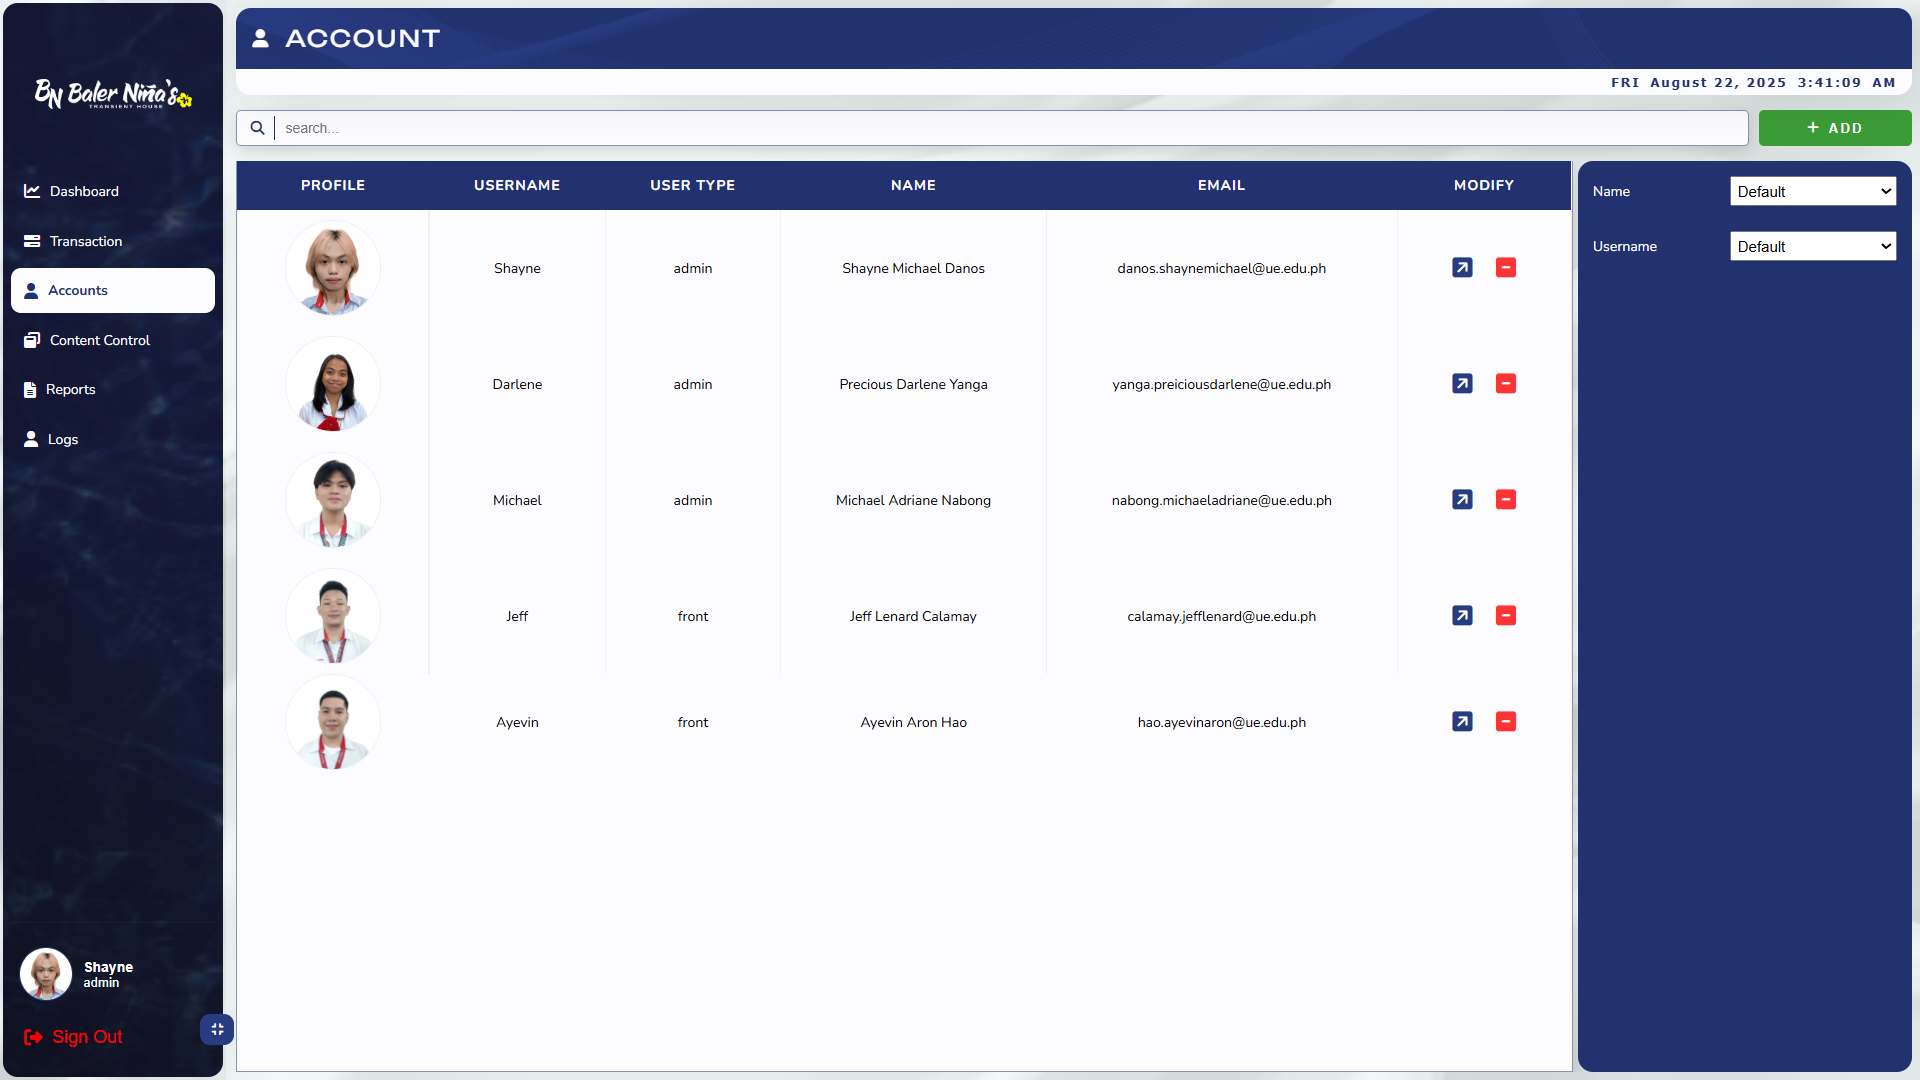 BN Baler Niña's
TRANSIENT HOUSE
Dashboard
Transaction
Accounts
Content Control
Reports
Logs
Shayne
admin
Sign Out
ACCOUNT
FRI August 22, 2025 3:41:09 AM
search...
+ ADD
PROFILE USERNAME USER TYPE NAME EMAIL MODIFY
Shayne admin Shayne Michael Danos danos.shaynemichael@ue.edu.ph
Darlene admin Precious Darlene Yanga yanga.preiciousdarlene@ue.edu.ph
Michael admin Michael Adriane Nabong nabong.michaeladriane@ue.edu.ph
Jeff front Jeff Lenard Calamay calamay.jefflenard@ue.edu.ph
Ayevin front Ayevin Aron Hao hao.ayevinaron@ue.edu.ph
Name Default
Username Default